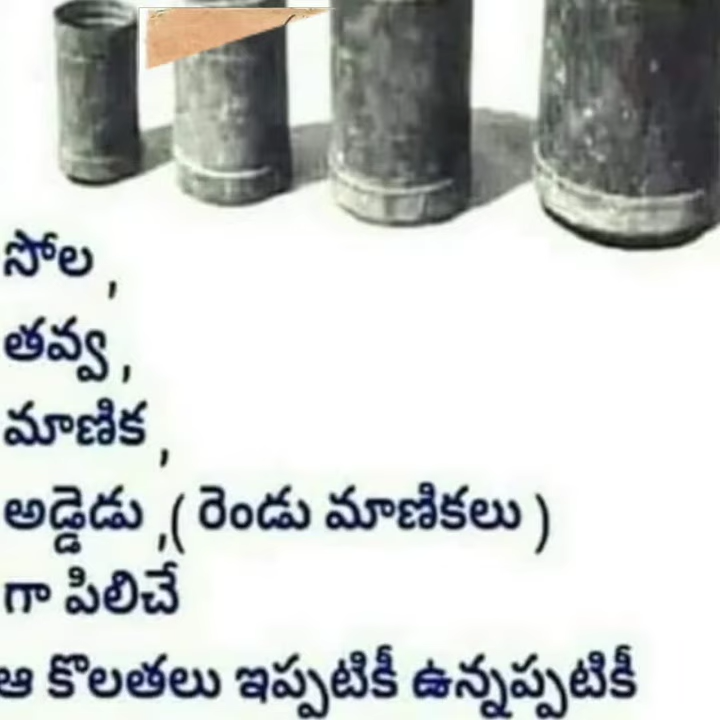 సోల ,
తవ్వ ,
మాణిక ,
అడ్డెడు ,( రెండు మాణికలు )
గా పిలిచే
ఆ కొలతలు ఇప్పటికీ ఉన్నప్పటికీ